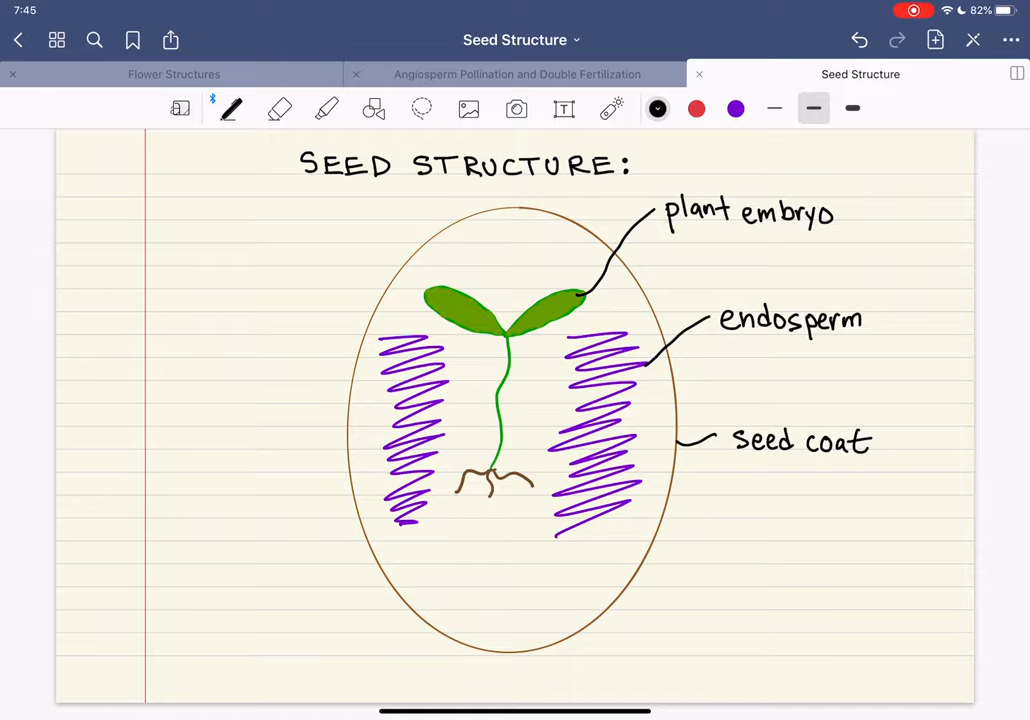 7:45
82%
Seed Structure
Flower Structures
Angiosperm Pollination and Double Fertilization
Seed Structure
T
SEED STRUCTURE:
plant embryo
endosperm
seed coat